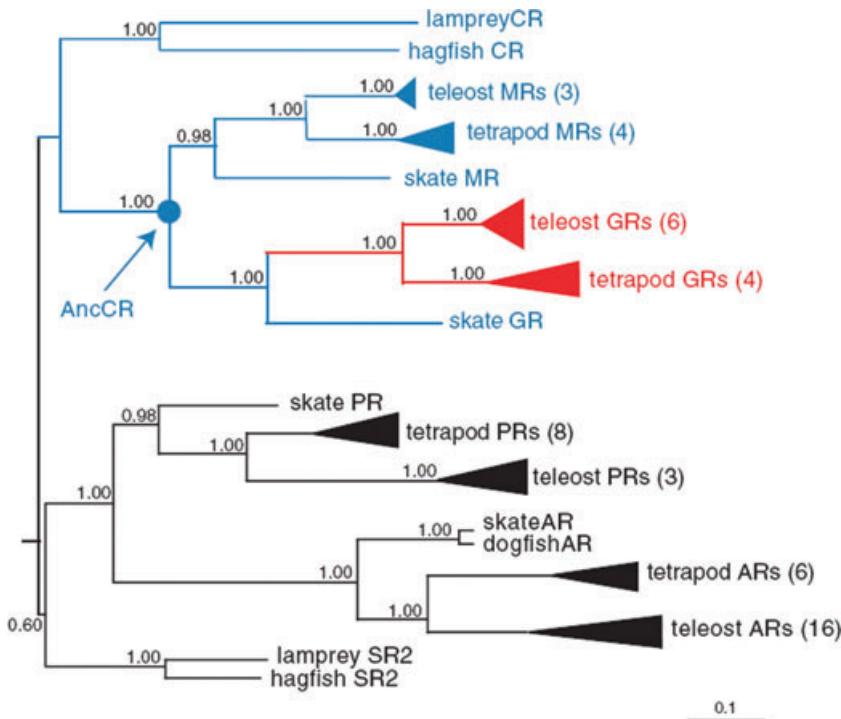 lampreyCR
1.00
hagfish CR
1.00
teleost MRs (3)
1.00
0.98
1.00
tetrapod MRs (4)
skate MR
1.00
1.00
teleost GRs (6)
1.00
1.00
1.00
tetrapod GRs (4)
AncCR
skate GR
skate PR
0.98
tetrapod PRs (8)
1.00
1.00
teleost PRs (3)
1.00
skateAR
1.00
dogfishAR
1.00
tetrapod ARs (6)
1.00
0.60
teleost ARs (16)
1.00
lamprey SR2
hagfish SR2
0.1